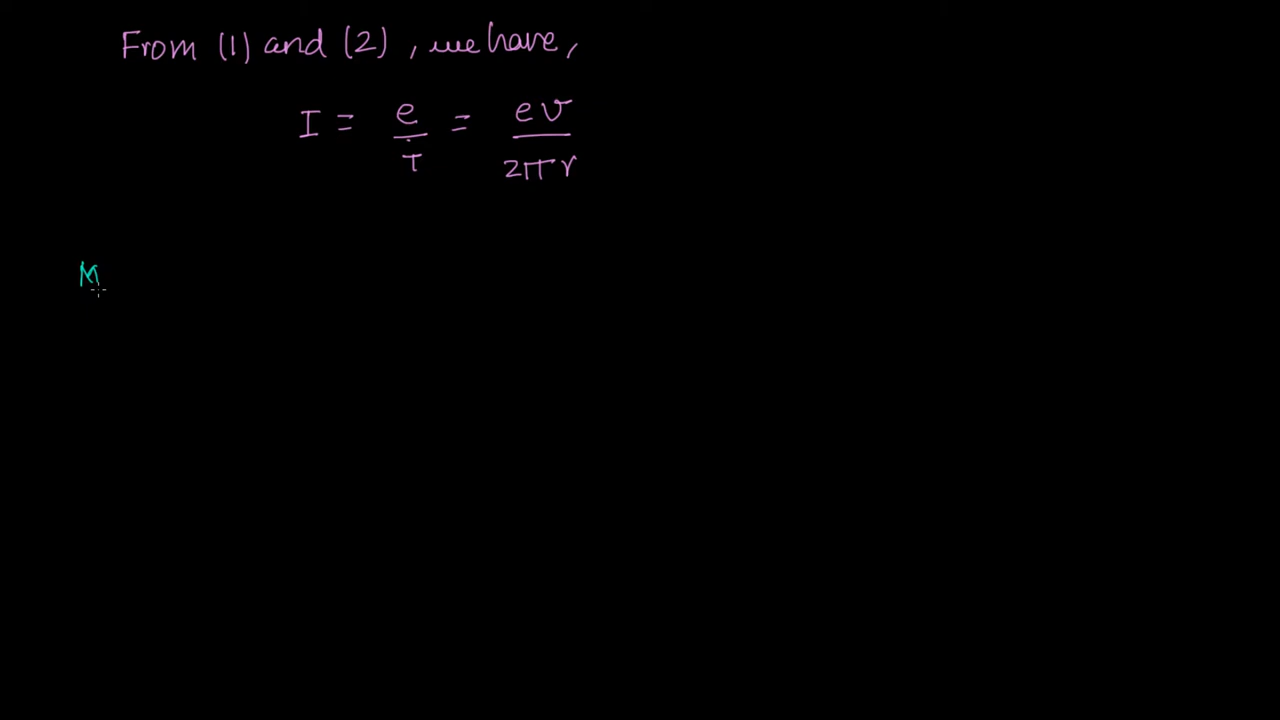 From (1) and (2), we have,
I = e/T = ev/2πr
M